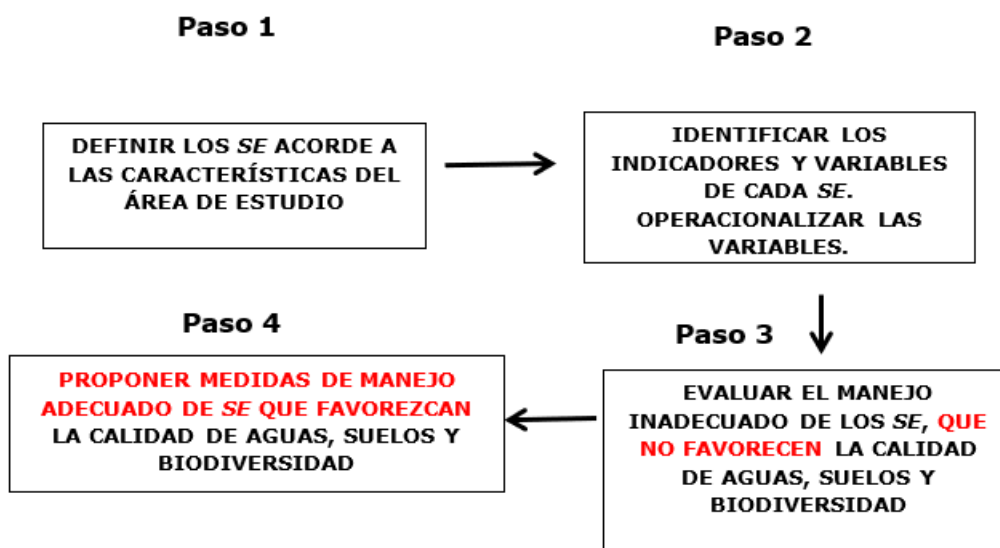 Paso 1
DEFINIR LOS SE ACORDE A
LAS CARACTERÍSTICAS DEL
ÁREA DE ESTUDIO
Paso 2
IDENTIFICAR LOS
INDICADORES Y VARIABLES
DE CADA SE.
OPERACIONALIZAR LAS
VARIABLES.
Paso 3
EVALUAR EL MANEJO
INADECUADO DE LOS SE, QUE
NO FAVORECEN LA CALIDAD
DE AGUAS, SUELOS Y
BIODIVERSIDAD
Paso 4
PROPONER MEDIDAS DE MANEJO
ADECUADO DE SE QUE FAVOREZCAN
LA CALIDAD DE AGUAS, SUELOS Y
BIODIVERSIDAD